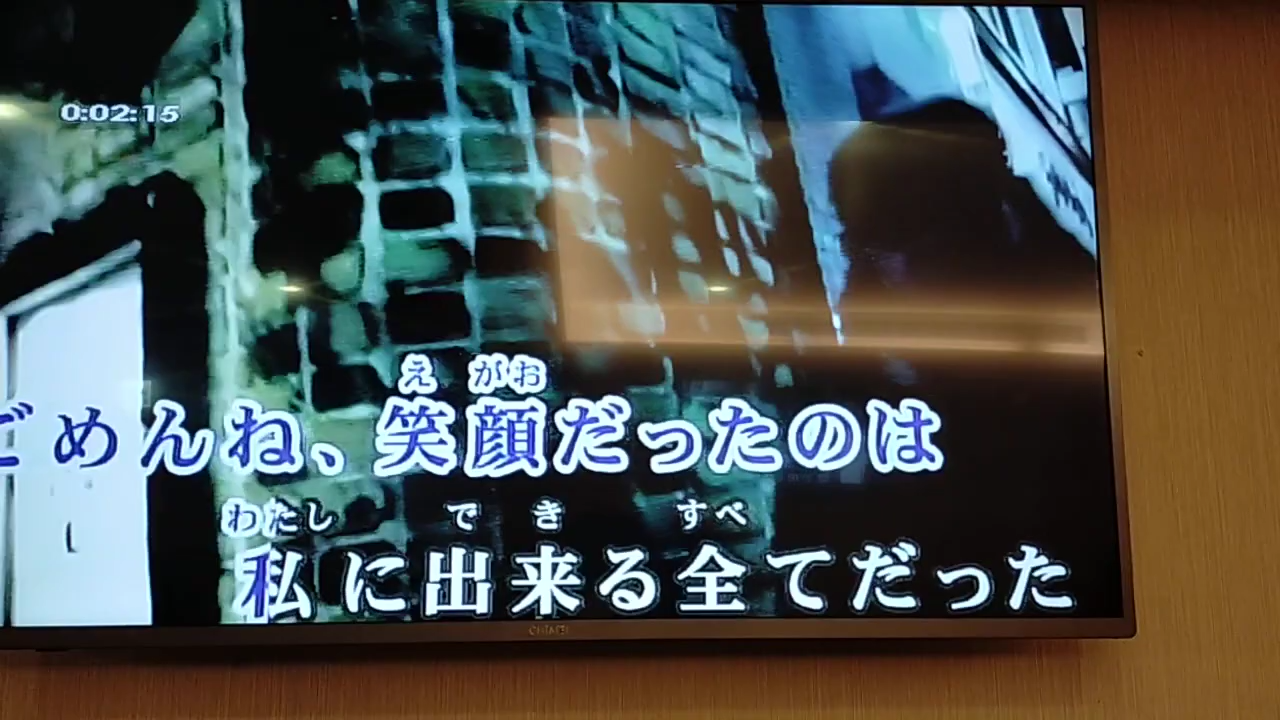 0:02:15
え がお
ごめんね、笑顔だったのは
わたし で き すべ
私に出来る全てだった
CHIMEI